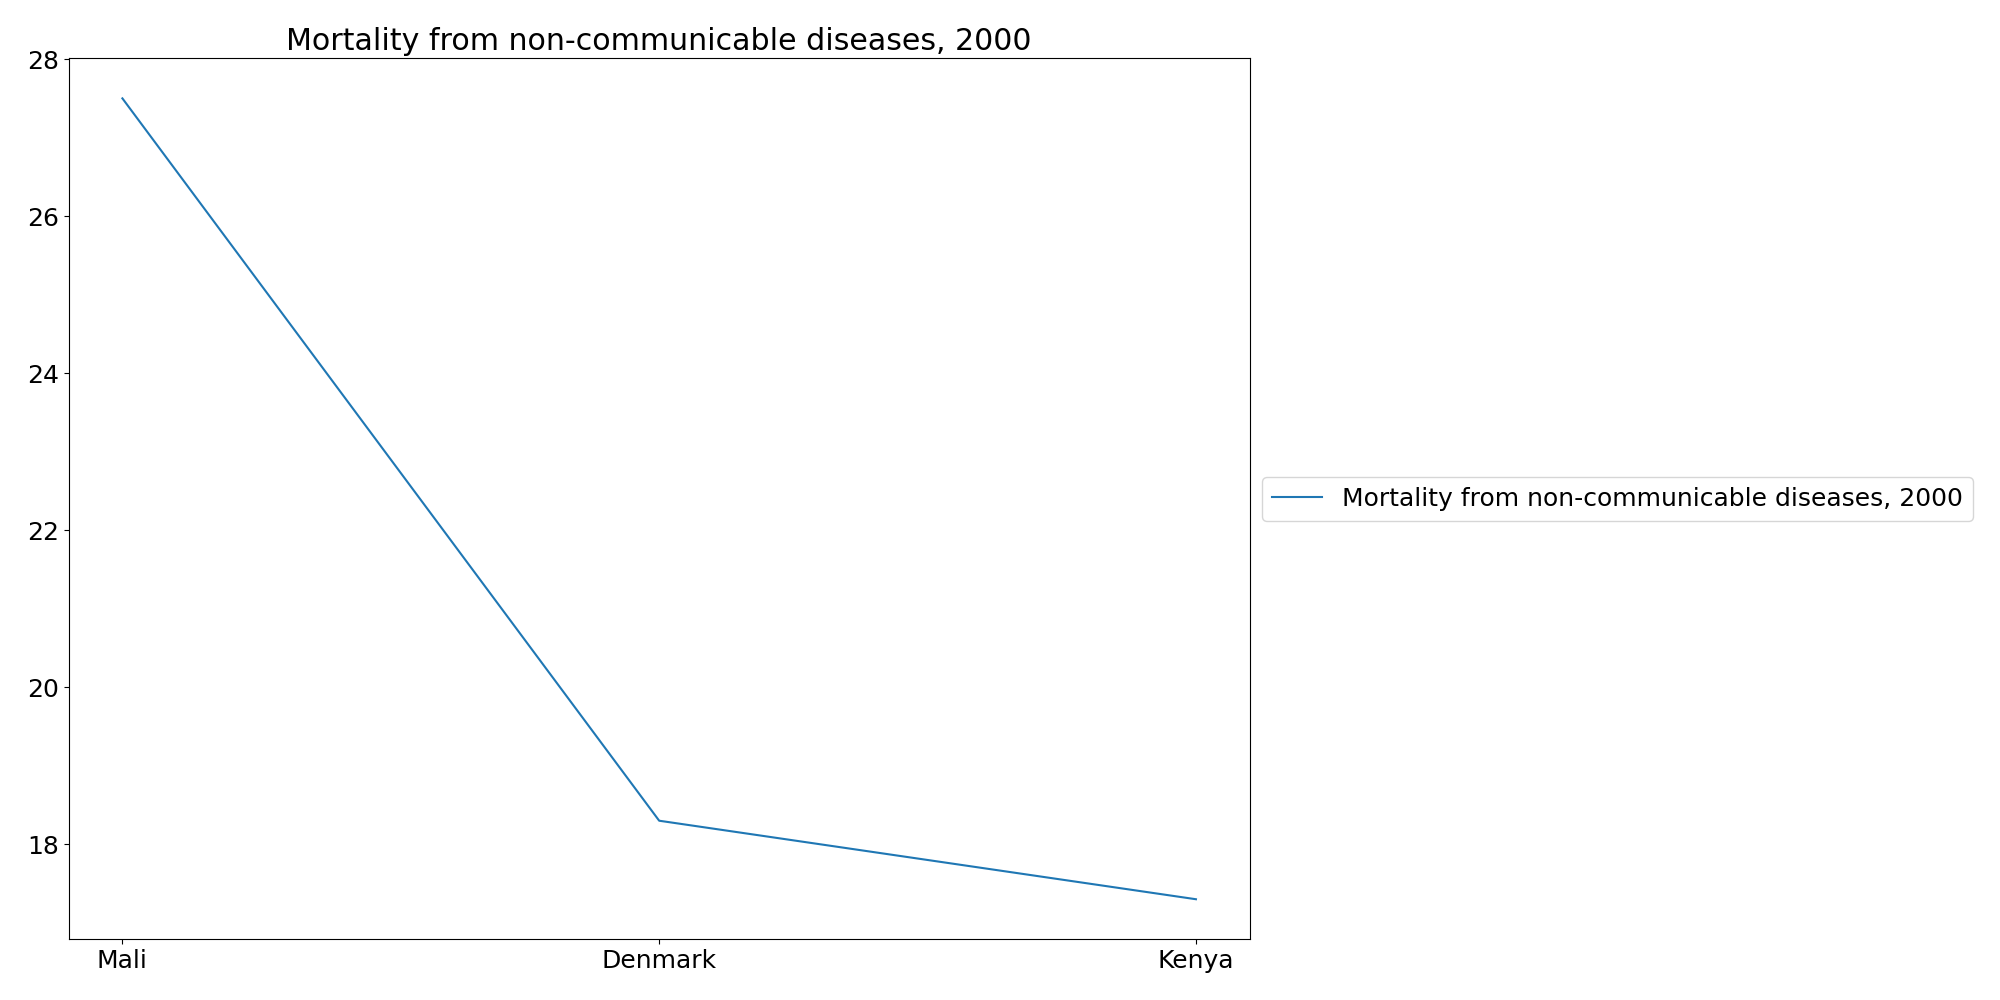 Mortality from non-communicable diseases, 2000
28
26
24
22
20
18
Mali Denmark Kenya
Mortality from non-communicable diseases, 2000